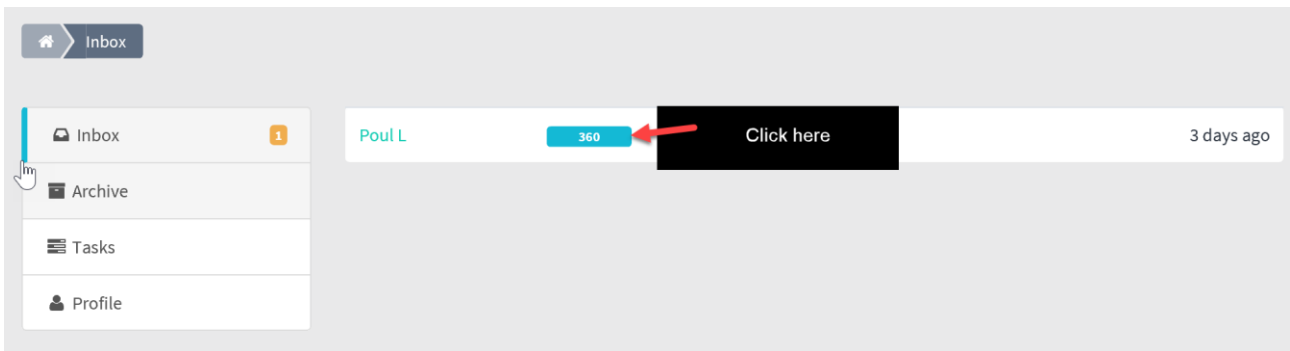 Inbox
Inbox 1
Poul L 360 Click here 3 days ago
Archive
Tasks
Profile